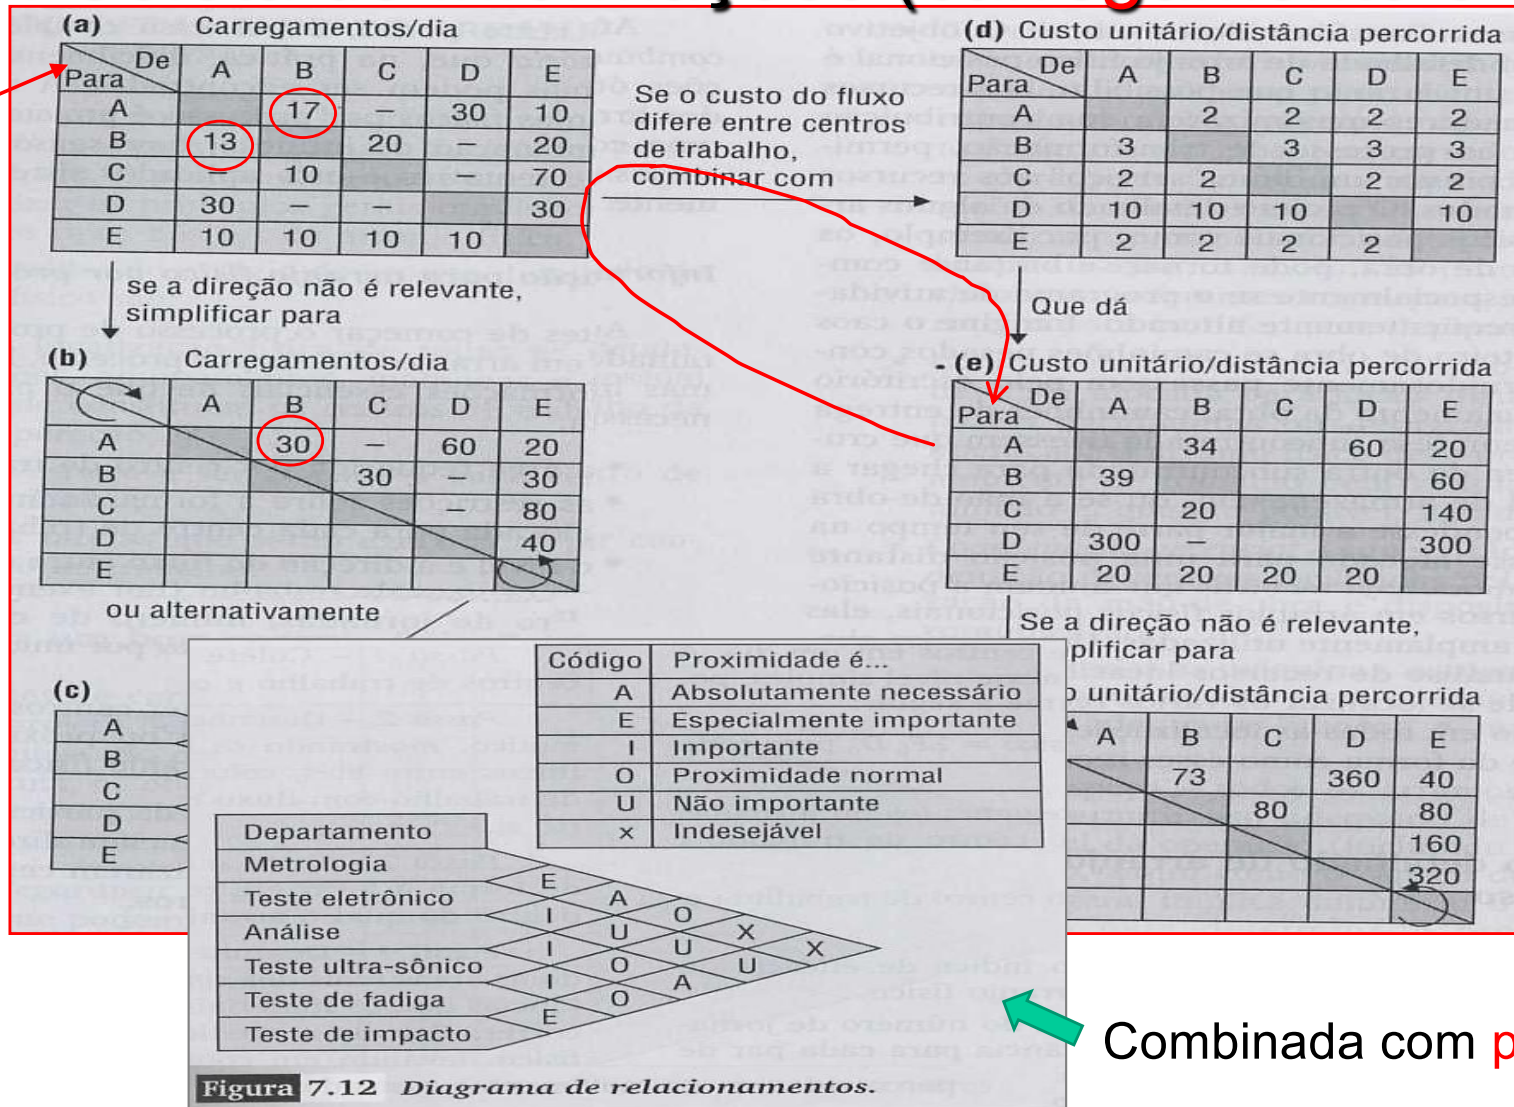 (a) Carregamentos/dia
De
Para A B C D E
A 17 – 30 10
B 13 20 – 20
C – 10 – 70
D 30 – – 30
E 10 10 10 10
se a direção não é relevante,
simplificar para
(b) Carregamentos/dia
A B C D E
A 30 – 60 20
B 30 – 30
C – 80
D 40
E
ou alternativamente
(c)
A
B
C
D
E
Se o custo do fluxo
difere entre centros
de trabalho,
combinar com
(d) Custo unitário/distância percorrida
De
Para A B C D E
A 2 2 2 2
B 3 3 3 3
C 2 2 2 2
D 10 10 10 10
E 2 2 2 2
Que dá
(e) Custo unitário/distância percorrida
De
Para A B C D E
A 34 – 60 20
B 39 60 – 60
C – 20 – 140
D 300 – – 300
E 20 20 20 20
Se a direção não é relevante,
plificar para
o unitário/distância percorrida
A B C D E
73 – 360 40
80 – 80
– 160
320
Código Proximidade é...
A Absolutamente necessário
E Especialmente importante
I Importante
O Proximidade normal
U Não importante
x Indesejável
Departamento
Metrologia
Teste eletrônico
Análise
Teste ultra-sônico
Teste de fadiga
Teste de impacto
E A
I O
U X
I U X
O U
I A
O
E
Figura 7.12 Diagrama de relacionamentos.
Combinada com p